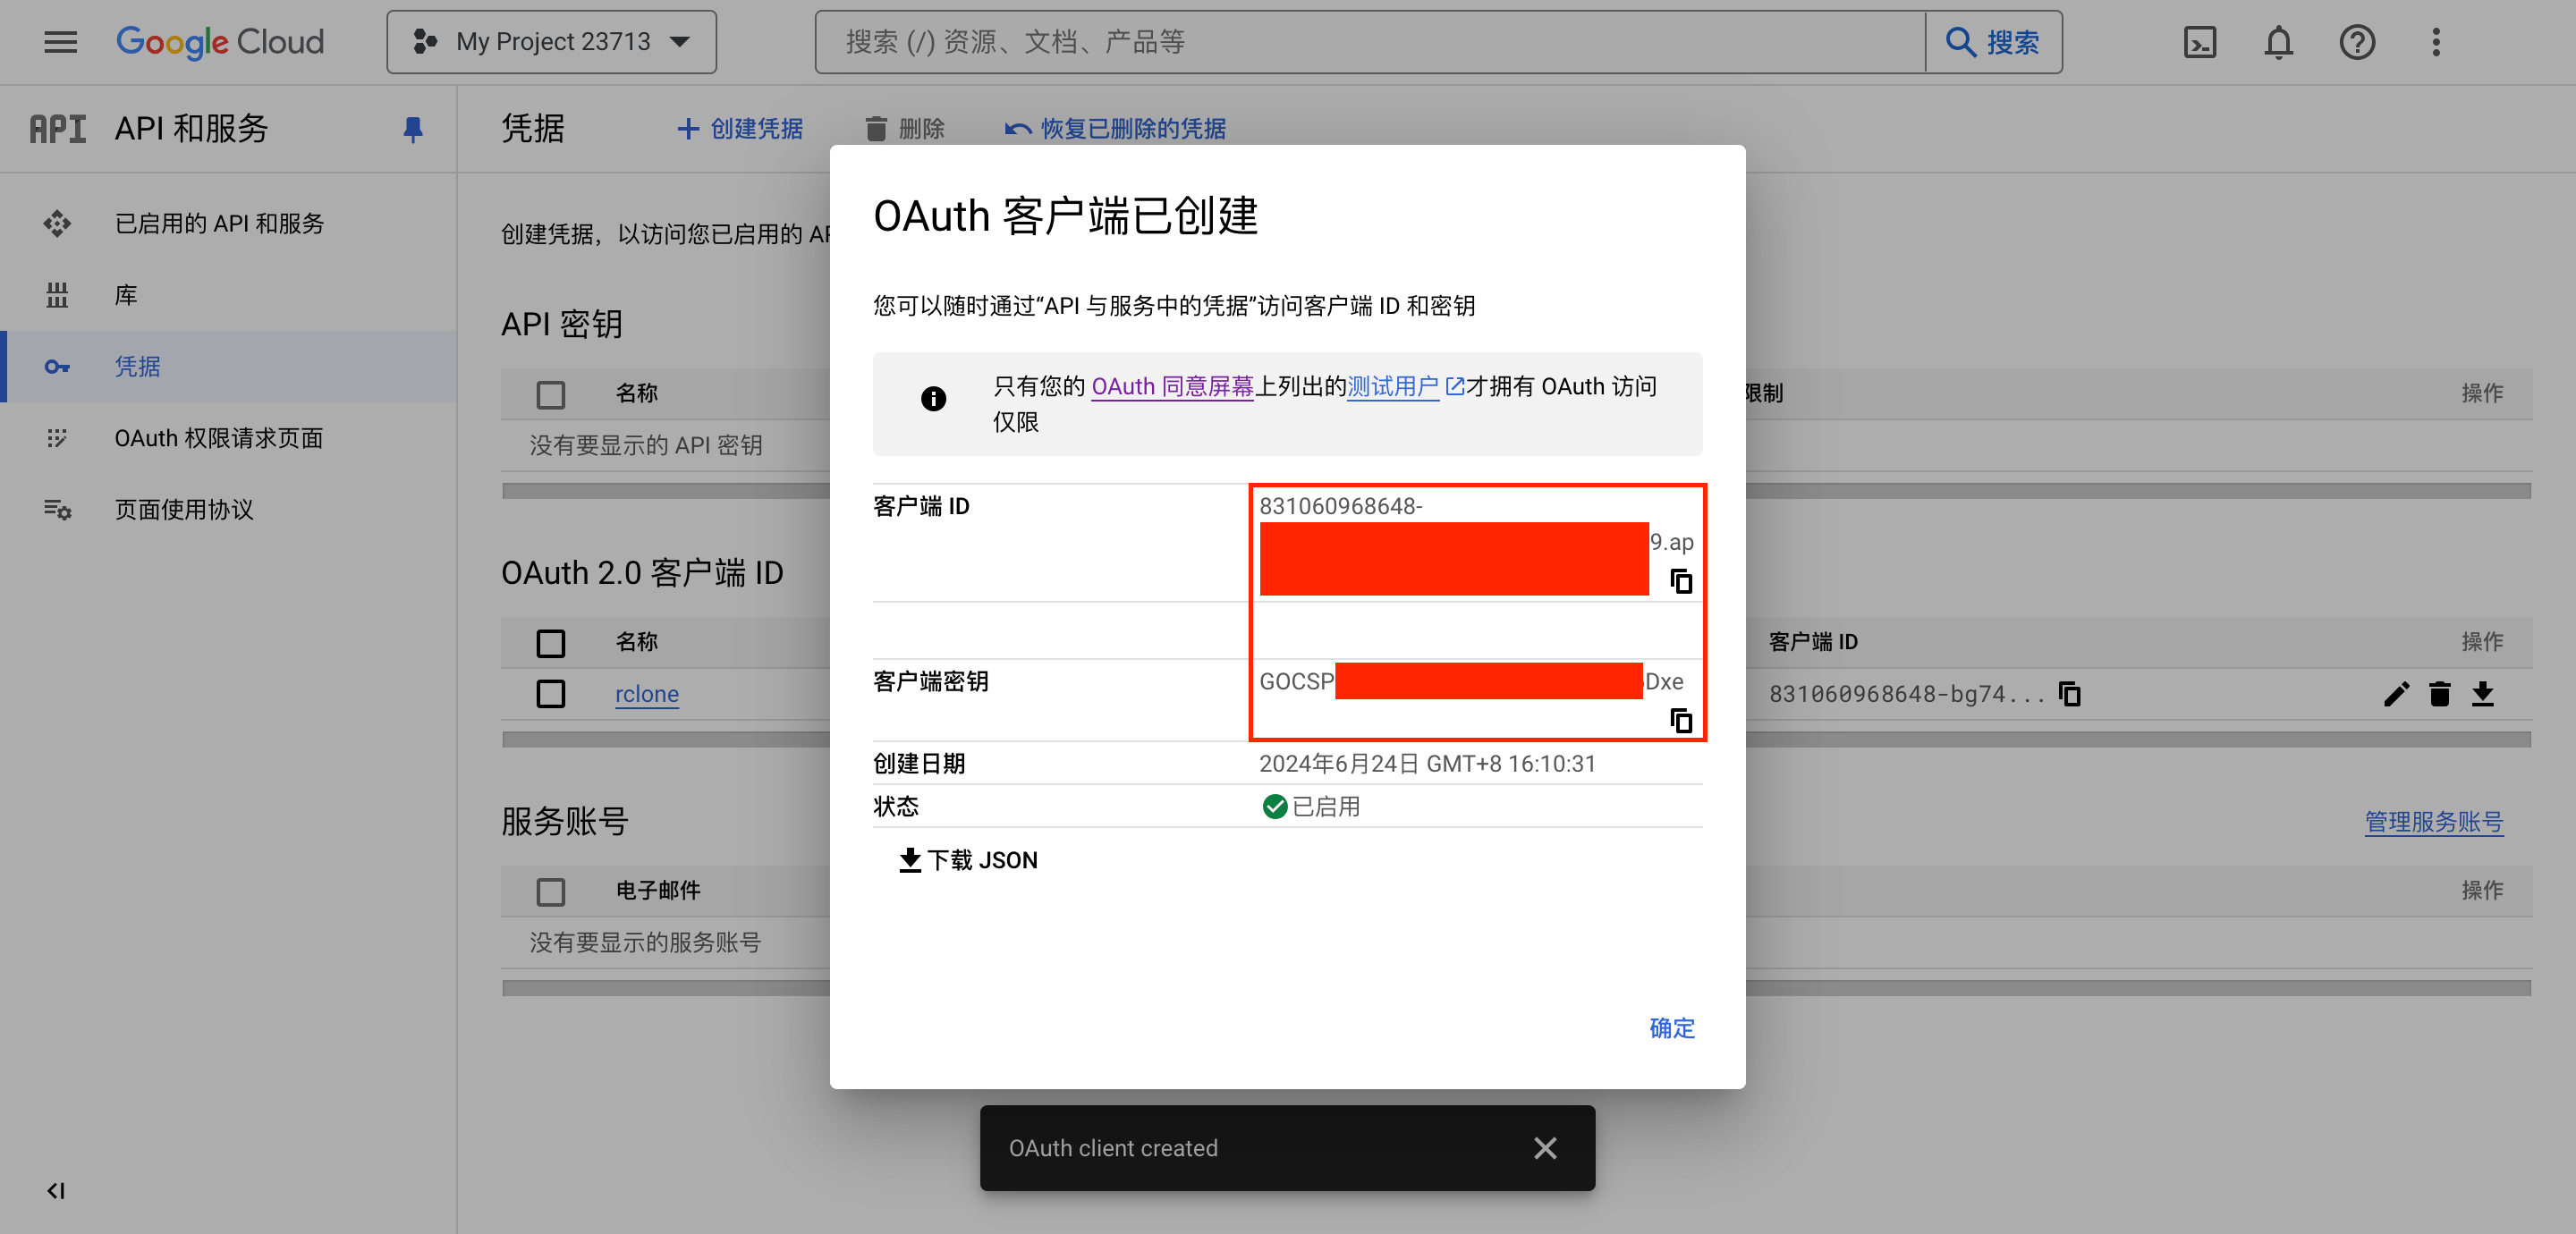 Google Cloud
My Project 23713
搜索 (/) 资源、文档、产品等
搜索
API
API 和服务
凭据
创建凭据
删除
恢复已删除的凭据
已启用的 API 和服务
库
凭据
OAuth 权限请求页面
页面使用协议
创建凭据，以访问您已启用的 AP
API 密钥
名称
限制
操作
没有要显示的 API 密钥
OAuth 2.0 客户端 ID
名称
客户端 ID
操作
rclone
831060968648-bg74...
服务账号
管理服务账号
电子邮件
操作
没有要显示的服务账号
OAuth 客户端已创建
您可以随时通过“API 与服务中的凭据”访问客户端 ID 和密钥
只有您的 OAuth 同意屏幕上列出的测试用户才拥有 OAuth 访问
仅限
客户端 ID
831060968648-
9.ap
客户端密钥
GOCSP
Dxe
创建日期
2024年6月24日 GMT+8 16:10:31
状态
已启用
下载 JSON
确定
OAuth client created